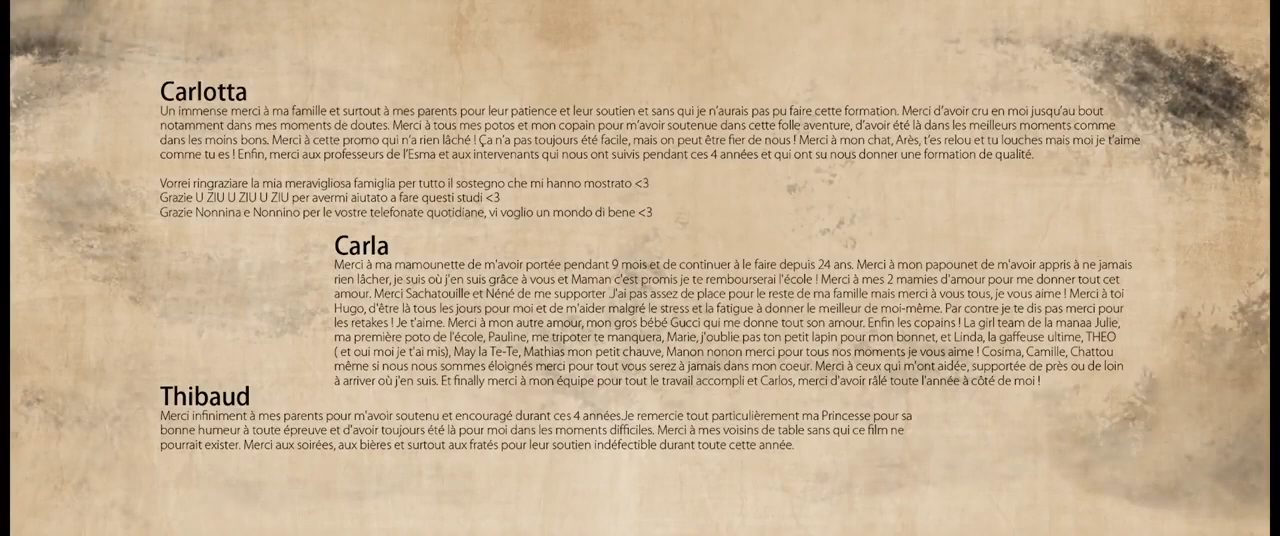 Carlotta
Un immense merci à ma famille et surtout à mes parents pour leur patience et leur soutien et sans qui je n'aurais pas pu faire cette formation. Merci d'avoir cru en moi jusqu'au bout
notamment dans mes moments de doutes. Merci à tous mes potos et mon copain pour m'avoir soutenue dans cette folle aventure, d'avoir été là dans les meilleurs moments comme
dans les moins bons. Merci à cette promo qui n'a rien lâché ! Ça n'a pas toujours été facile, mais on peut être fier de nous ! Merci à mon chat, Arès, t'es relou et tu louches mais moi je t'aime
comme tu es ! Enfin, merci aux professeurs de l'Esma et aux intervenants qui nous ont suivis pendant ces 4 années et qui ont su nous donner une formation de qualité.
Vorrei ringraziare la mia meravigliosa famiglia per tutto il sostegno che mi hanno mostrato <3
Grazie U ZIU U ZIU U ZIU per avermi aiutato a fare questi studi <3
Grazie Nonnina e Nonnino per le vostre telefonate quotidiane, vi voglio un mondo di bene <3
Carla
Merci à ma mamounette de m'avoir portée pendant 9 mois et de continuer à le faire depuis 24 ans. Merci à mon papounet de m'avoir appris à ne jamais
rien lâcher, je suis où j'en suis grâce à vous et Maman c'est promis je te rembourserai l'école ! Merci à mes 2 mamies d'amour pour me donner tout cet
amour. Merci Sachatouille et Néné de me supporter J'ai pas assez de place pour le reste de ma famille mais merci à vous tous, je vous aime ! Merci à toi
Hugo, d'être là tous les jours pour moi et de m'aider malgré le stress et la fatigue à donner le meilleur de moi-même. Par contre je te dis pas merci pour
les retakes ! Je t'aime. Merci à mon autre amour, mon gros bébé Gucci qui me donne tout son amour. Enfin les copains ! La girl team de la manaa Julie,
ma première poto de l'école, Pauline, me tripoter te manquera, Marie, j'oublie pas ton petit lapin pour mon bonnet, et Linda, la gaffeuse ultime, THEO
( et oui moi je t'ai mis), May la Te-Te, Mathias mon petit chauve, Manon nonon merci pour tous nos moments je vous aime ! Cosima, Camille, Chattou
même si nous nous sommes éloignés merci pour tout vous serez à jamais dans mon coeur. Merci à ceux qui m'ont aidée, supportée de près ou de loin
à arriver où j'en suis. Et finally merci à mon équipe pour tout le travail accompli et Carlos, merci d'avoir râlé toute l'année à côté de moi !
Thibaud
Merci infiniment à mes parents pour m'avoir soutenu et encouragé durant ces 4 années.Je remercie tout particulièrement ma Princesse pour sa
bonne humeur à toute épreuve et d'avoir toujours été là pour moi dans les moments difficiles. Merci à mes voisins de table sans qui ce film ne
pourrait exister. Merci aux soirées, aux bières et surtout aux fratés pour leur soutien indéfectible durant toute cette année.